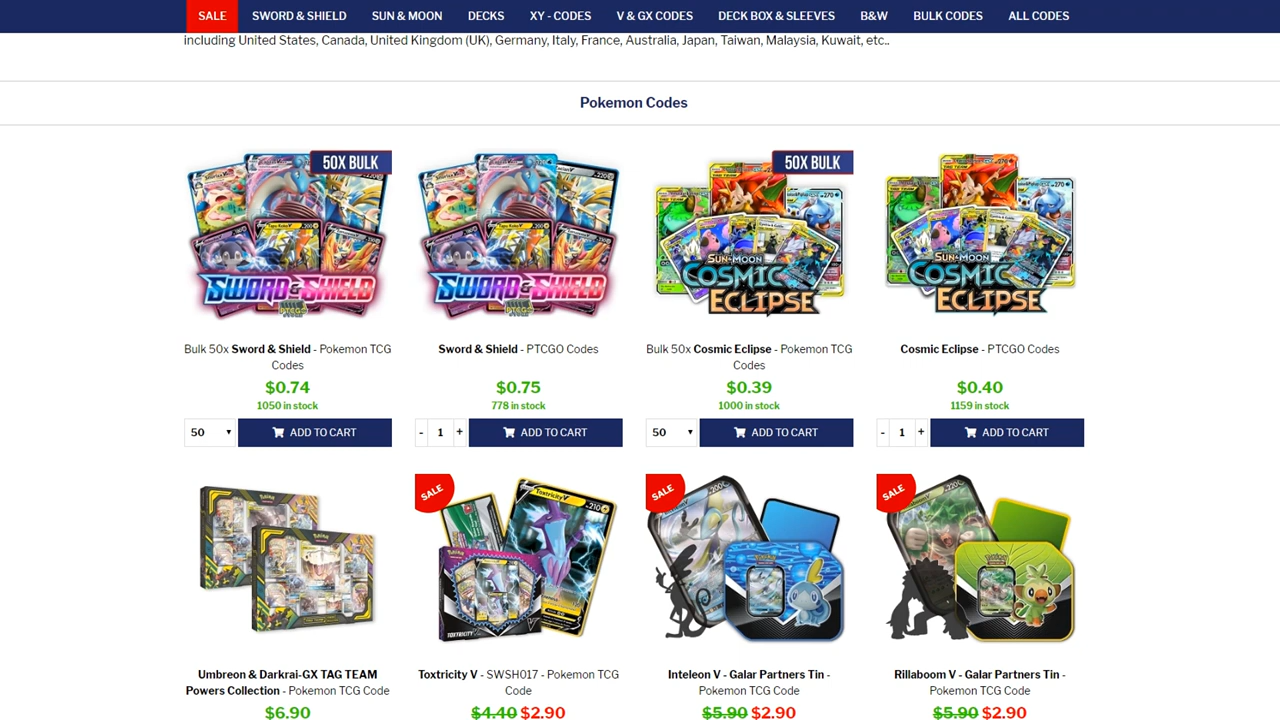 SALE SWORD & SHIELD SUN & MOON DECKS XY - CODES V & GX CODES DECK BOX & SLEEVES B&W BULK CODES ALL CODES
including United States, Canada, United Kingdom (UK), Germany, Italy, France, Australia, Japan, Taiwan, Malaysia, Kuwait, etc..
Pokemon Codes
50X BULK
50X BULK
SWORD & SHIELD
SWORD & SHIELD
SUN & MOON
COSMIC
ECLIPSE
SUN & MOON
COSMIC
ECLIPSE
Bulk 50x Sword & Shield - Pokemon TCG
Codes
$0.74
1050 in stock
50 ADD TO CART
Sword & Shield - PTCGO Codes
$0.75
778 in stock
- 1 + ADD TO CART
Bulk 50x Cosmic Eclipse - Pokemon TCG
Codes
$0.39
1000 in stock
50 ADD TO CART
Cosmic Eclipse - PTCGO Codes
$0.40
1159 in stock
- 1 + ADD TO CART
Umbreon & Darkrai-GX TAG TEAM
Powers Collection - Pokemon TCG Code
$6.90
SALE
Toxtricity V
210
TOXTRICITY
Toxtricity V - SWSH017 - Pokemon TCG
Code
$4.40 $2.90
SALE
Inteleon V - Galar Partners Tin -
Pokemon TCG Code
$5.90 $2.90
SALE
Rillaboom V - Galar Partners Tin -
Pokemon TCG Code
$5.90 $2.90